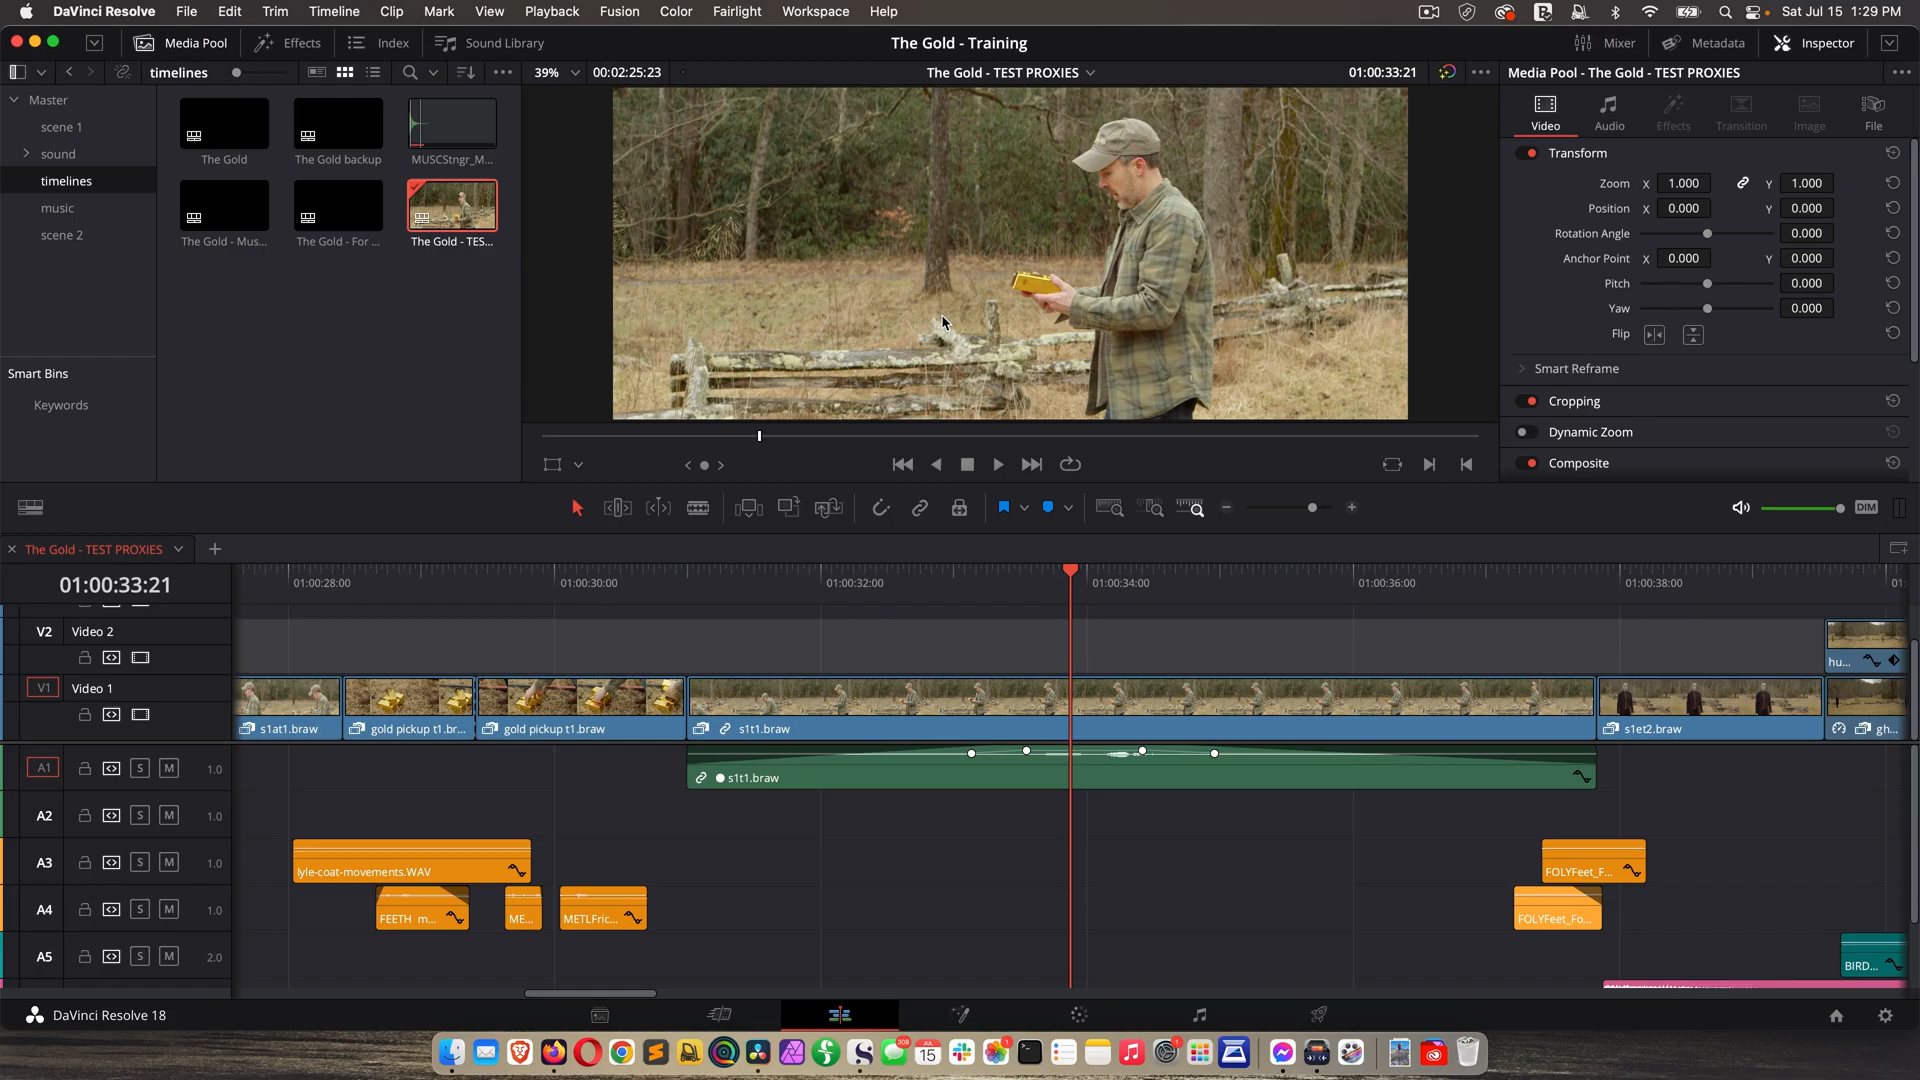 DaVinci Resolve File Edit Trim Timeline Clip Mark View Playback Fusion Color Fairlight Workspace Help Sat Jul 15 1:29 PM
Media Pool Effects Index Sound Library The Gold - Training Mixer Metadata Inspector
timelines 39% 00:02:25:23 The Gold - TEST PROXIES 01:00:33:21 Media Pool - The Gold - TEST PROXIES
Master
scene 1
sound
timelines
music
scene 2
The Gold The Gold backup MUSCStngr_M...
The Gold - Mus... The Gold - For ... The Gold - TES...
Smart Bins
Keywords
Video Audio Effects Transition Image File
Transform
Zoom X 1.000 Y 1.000
Position X 0.000 Y 0.000
Rotation Angle 0.000
Anchor Point X 0.000 Y 0.000
Pitch 0.000
Yaw 0.000
Flip
Smart Reframe
Cropping
Dynamic Zoom
Composite
DIM
The Gold - TEST PROXIES
01:00:33:21 01:00:28:00 01:00:30:00 01:00:32:00 01:00:34:00 01:00:36:00 01:00:38:00 01:
V2 Video 2
hu...
V1 Video 1
s1at1.braw gold pickup t1.br... gold pickup t1.braw s1t1.braw s1et2.braw gh...
A1 S M 1.0
s1t1.braw
A2 S M 1.0
A3 S M 1.0
lyle-coat-movements.WAV FOLYFeet_F...
A4 S M 1.0
FEETH m... ME... METLFric... FOLYFeet_Fo...
A5 S M 2.0
BIRD...
DaVinci Resolve 18
308
JUL
15
1
1